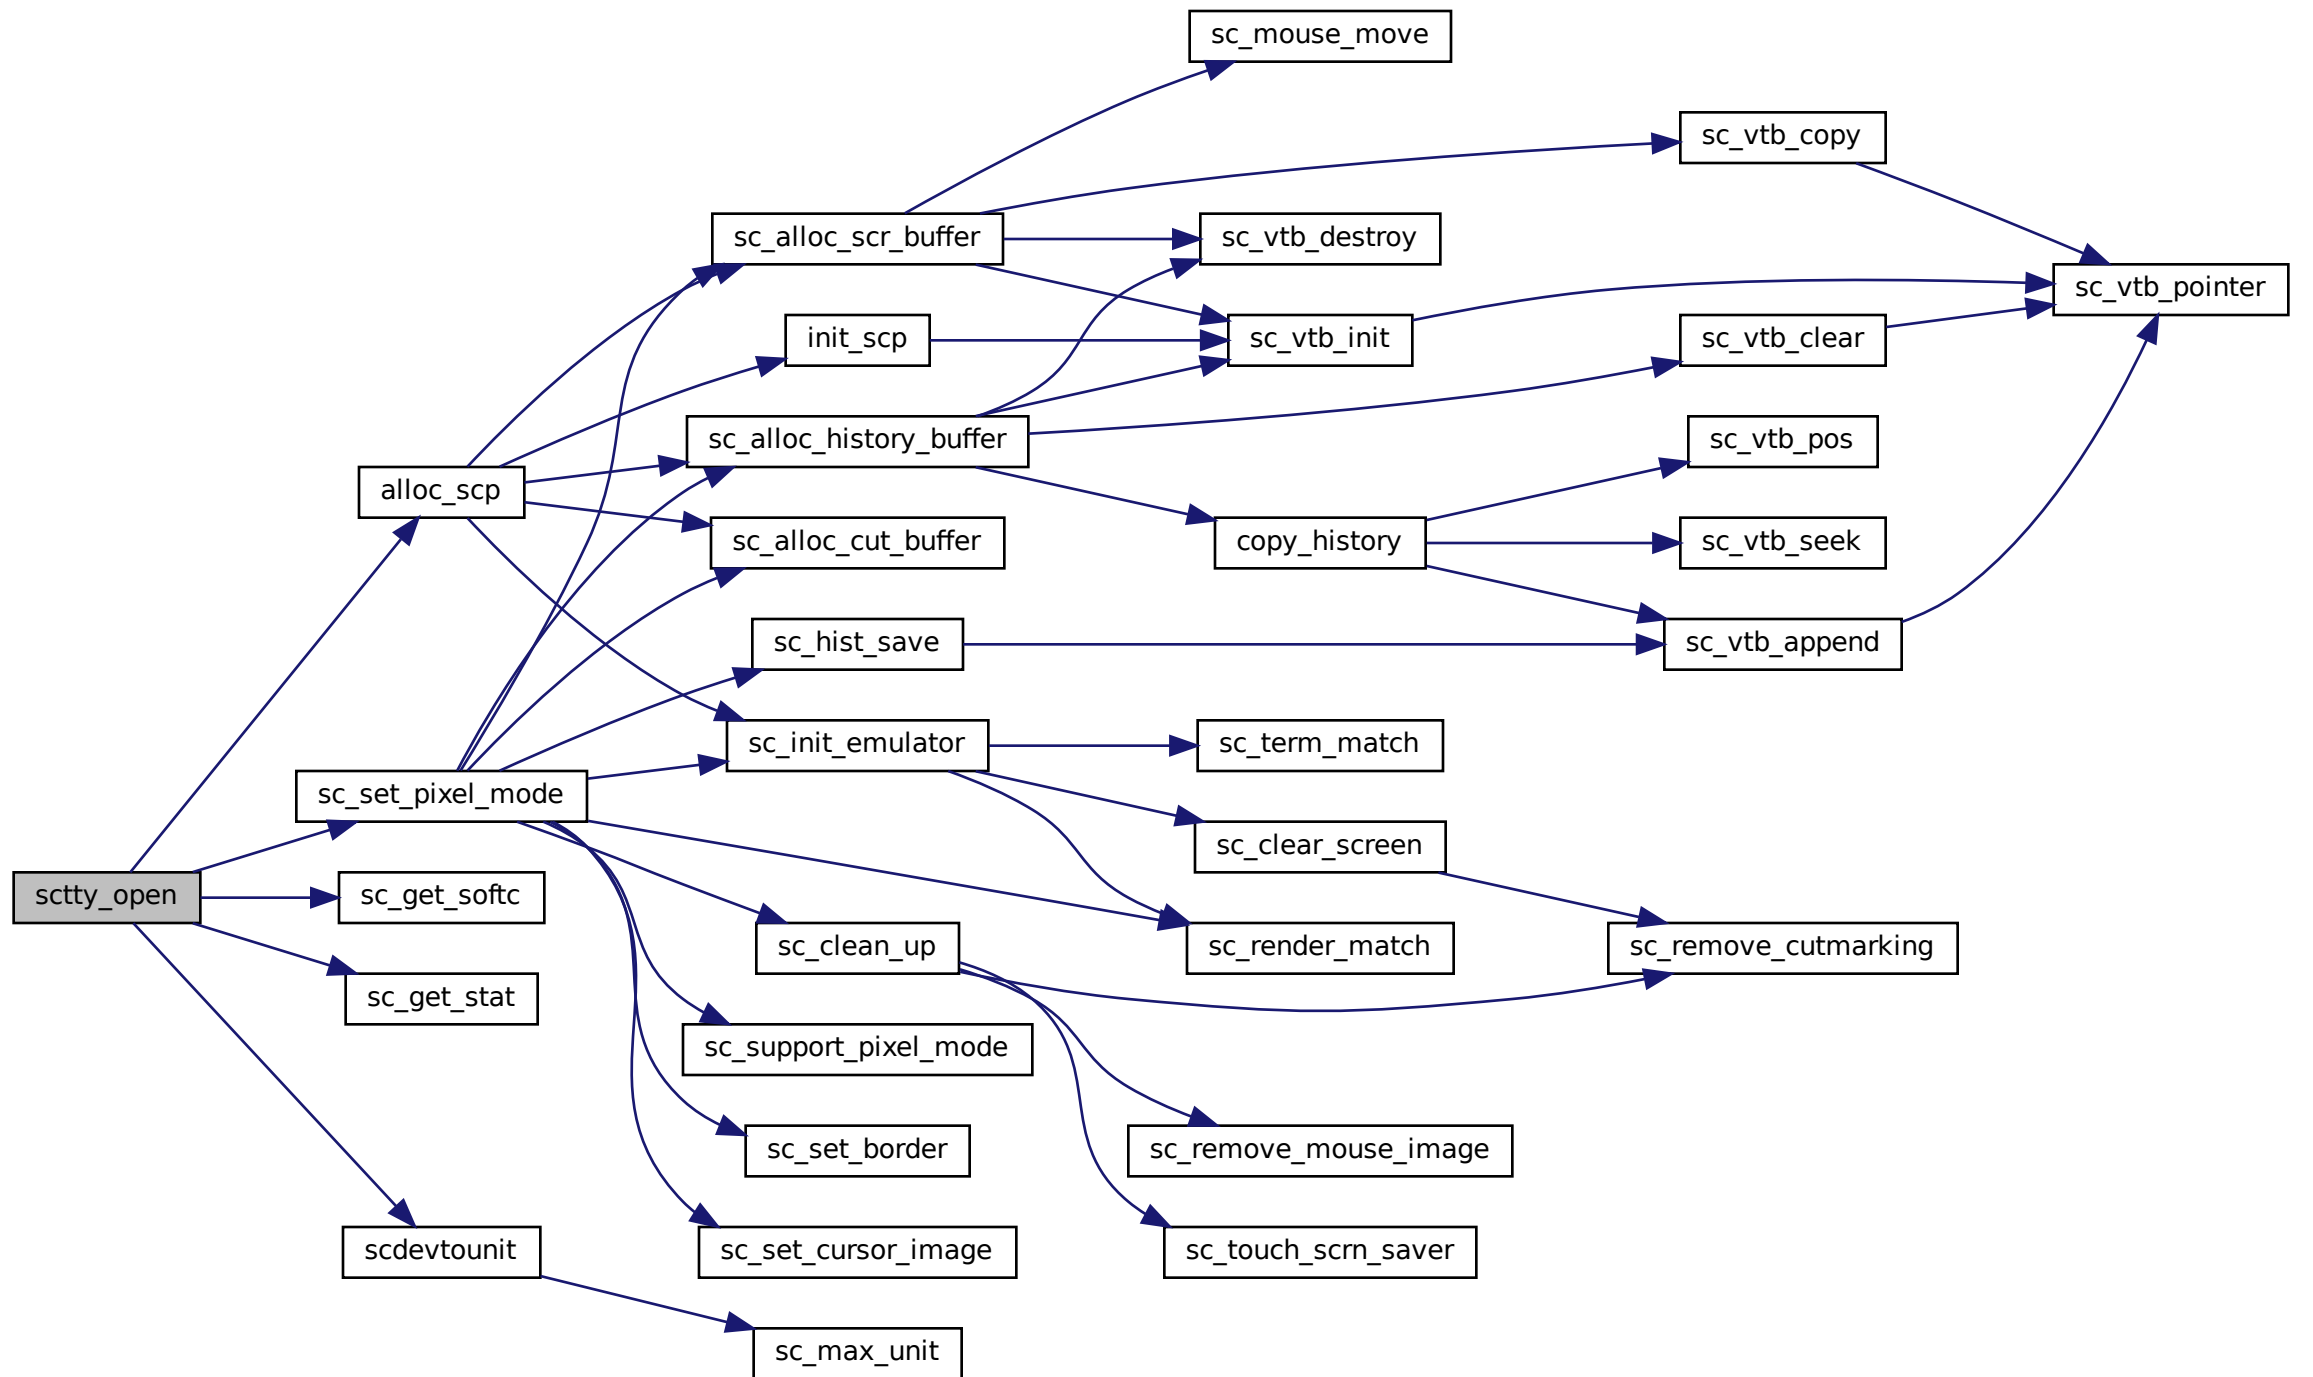 sc_mouse_move
sc_vtb_copy
sc_alloc_scr_buffer
sc_vtb_destroy
sc_vtb_pointer
init_scp
sc_vtb_init
sc_vtb_clear
sc_alloc_history_buffer
sc_vtb_pos
alloc_scp
sc_alloc_cut_buffer
copy_history
sc_vtb_seek
sc_hist_save
sc_vtb_append
sc_init_emulator
sc_term_match
sc_set_pixel_mode
sc_clear_screen
sctty_open
sc_get_softc
sc_clean_up
sc_render_match
sc_remove_cutmarking
sc_get_stat
sc_support_pixel_mode
sc_set_border
sc_remove_mouse_image
scdevtounit
sc_set_cursor_image
sc_touch_scrn_saver
sc_max_unit